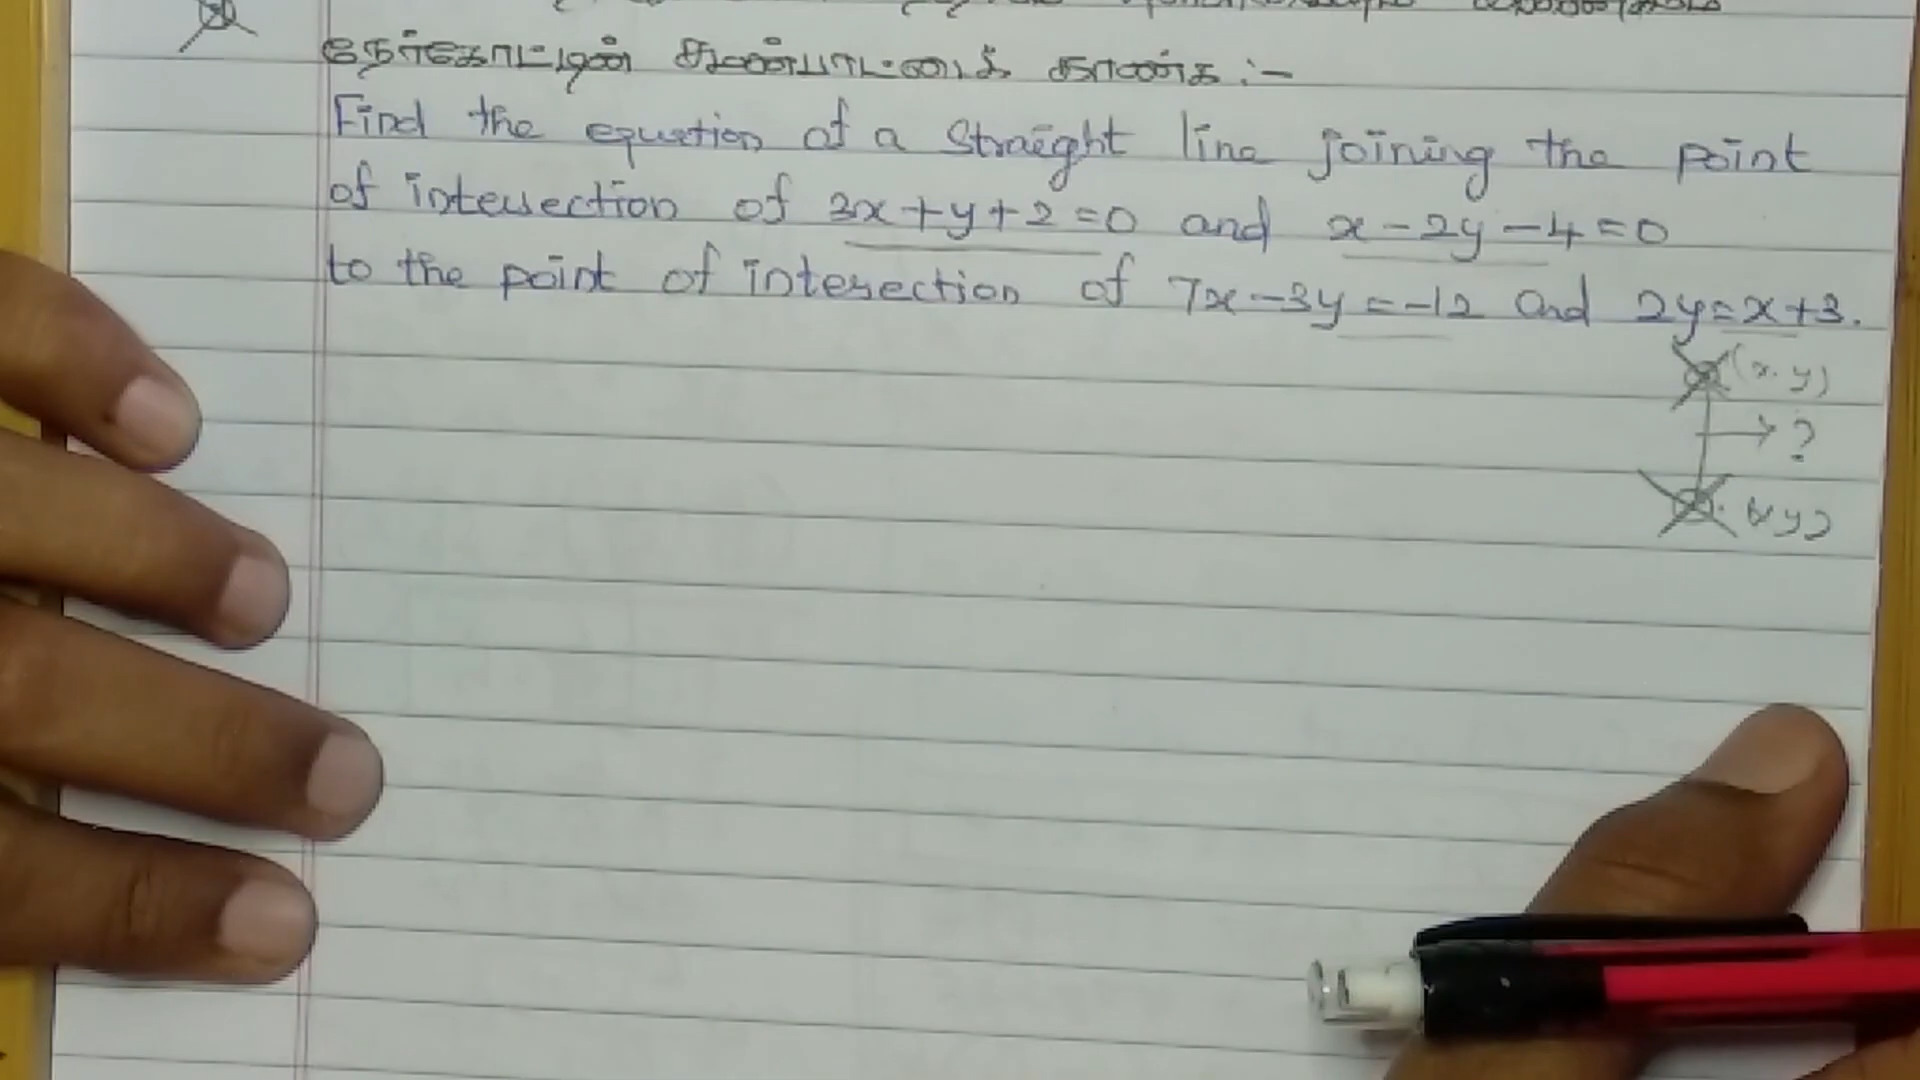 நேர்கோட்டின் சமன்பாட்டைக் காண்க :-
Find the equation of a Straight line joining the point
of intersection of 3x+y+2=0 and x-2y-4=0
to the point of intersection of 7x-3y=-12 and 2y=x+3.
(x.y)
?